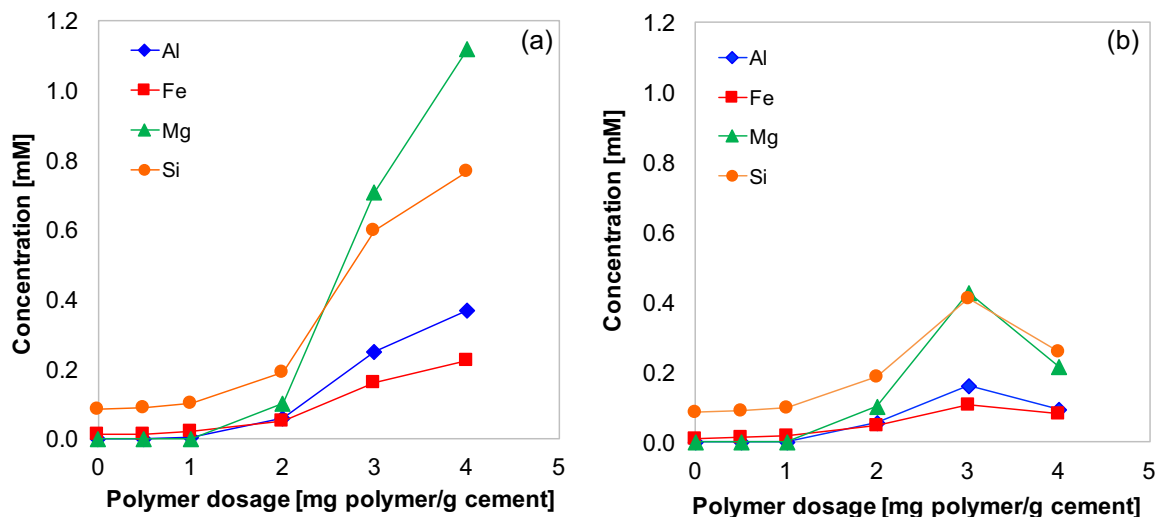 (a)
Al
Fe
Mg
Si
Concentration [mM]
1.2
1.0
0.8
0.6
0.4
0.2
0.0
0 1 2 3 4 5
Polymer dosage [mg polymer/g cement]
(b)
Al
Fe
Mg
Si
Concentration [mM]
1.2
1.0
0.8
0.6
0.4
0.2
0.0
0 1 2 3 4 5
Polymer dosage [mg polymer/g cement]